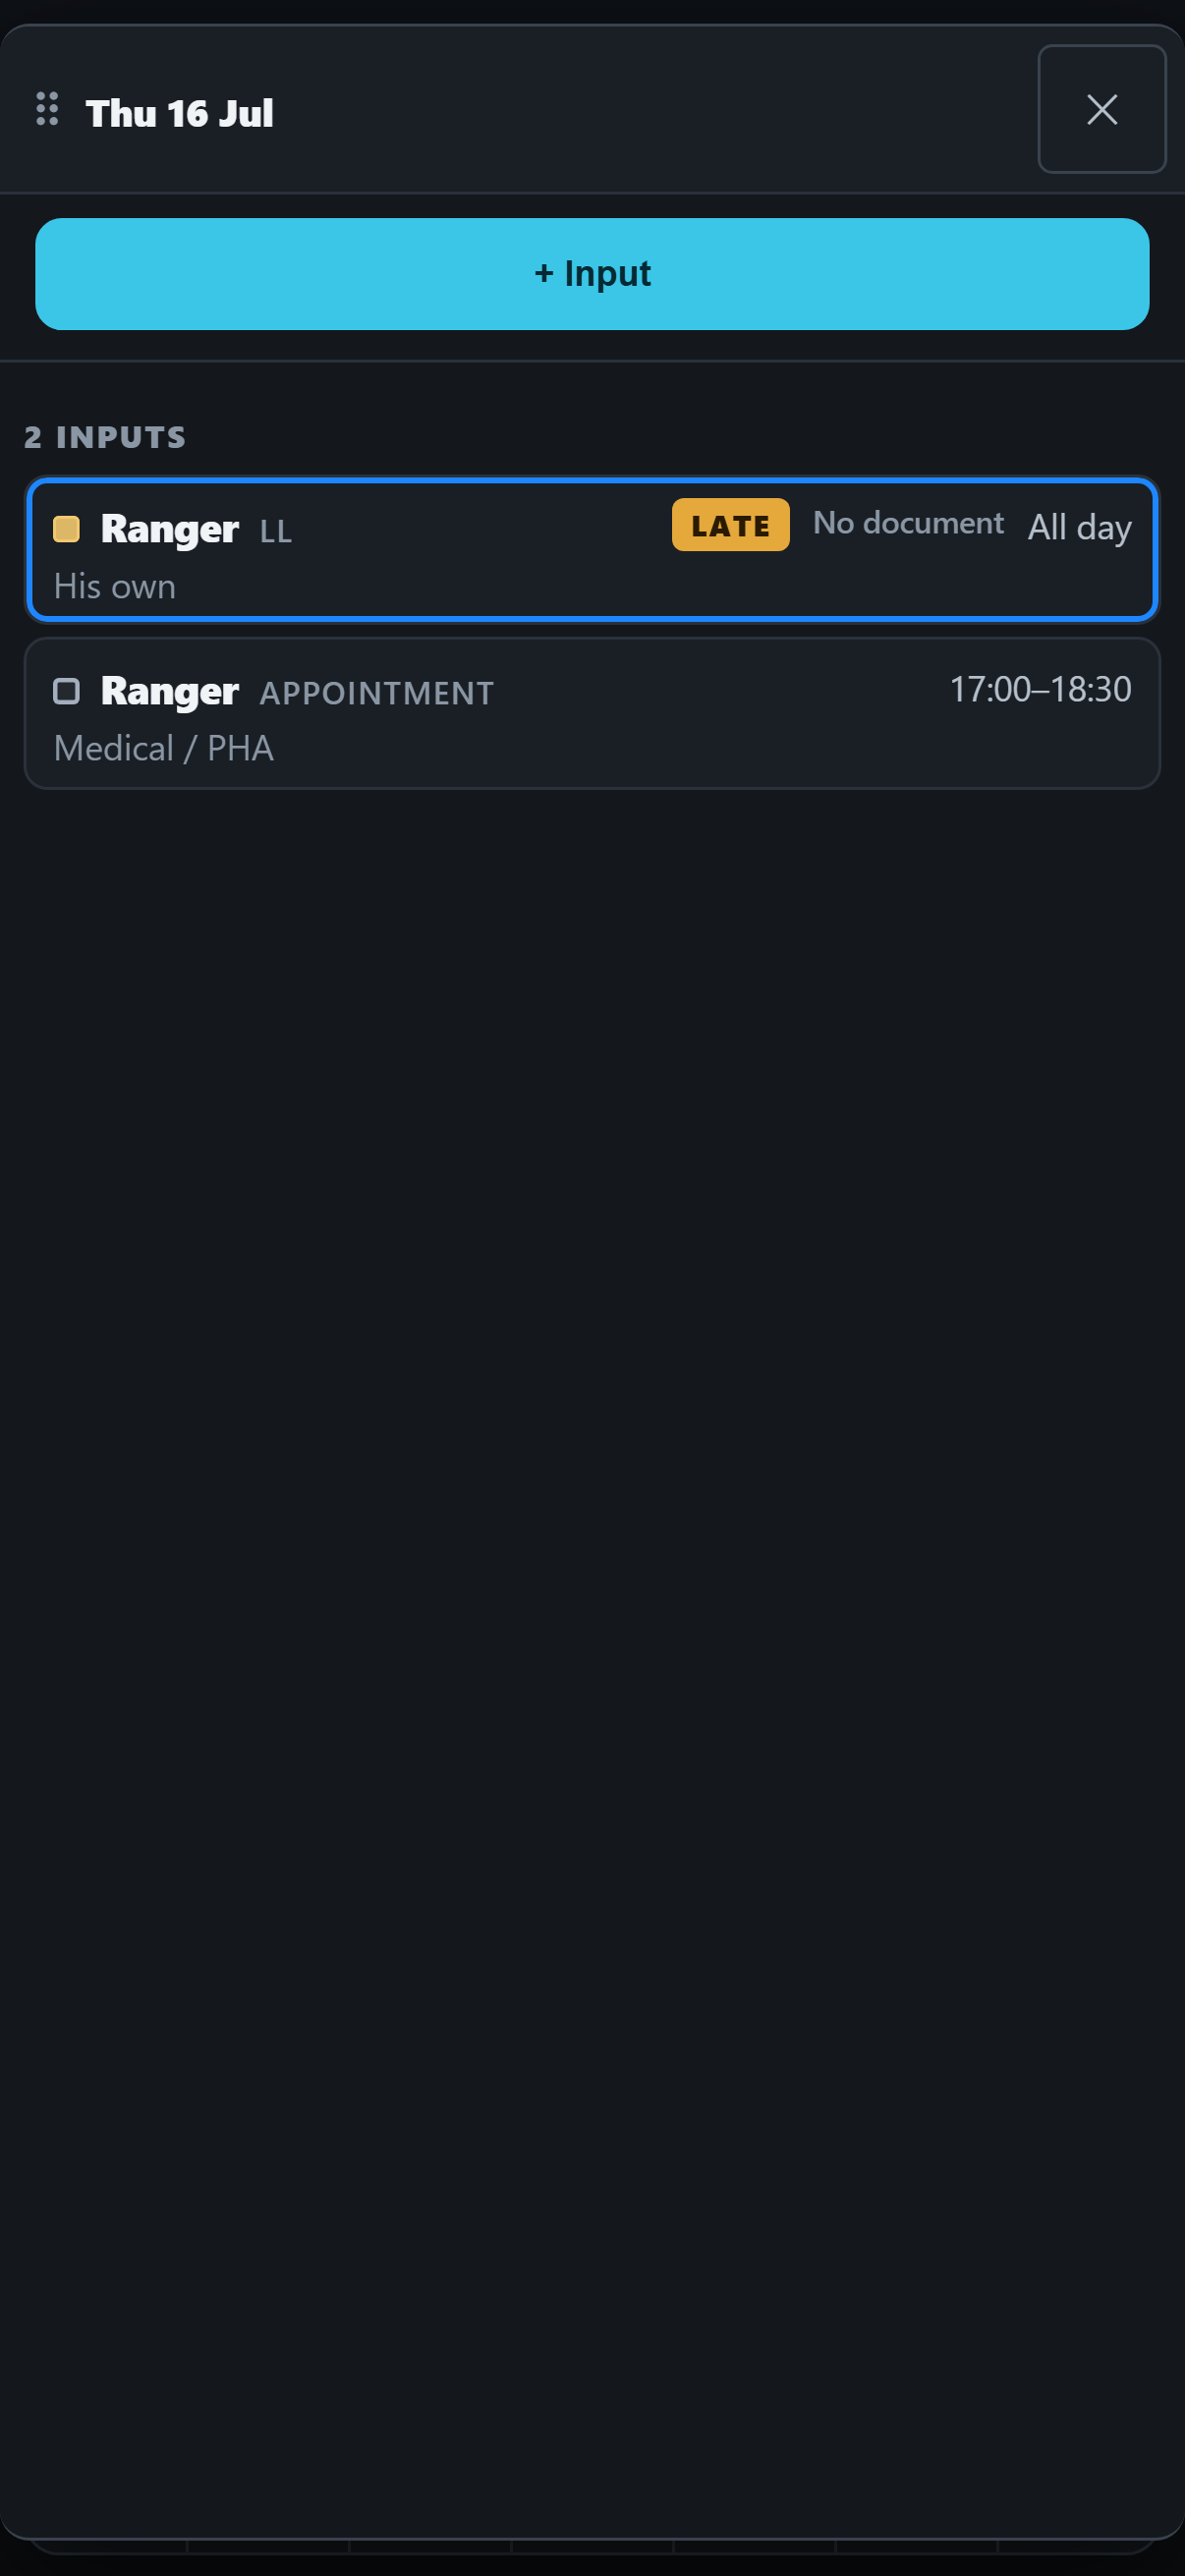 Thu 16 Jul
+ Input
2 INPUTS
Ranger LL LATE No document All day
His own
Ranger APPOINTMENT 17:00–18:30
Medical / PHA